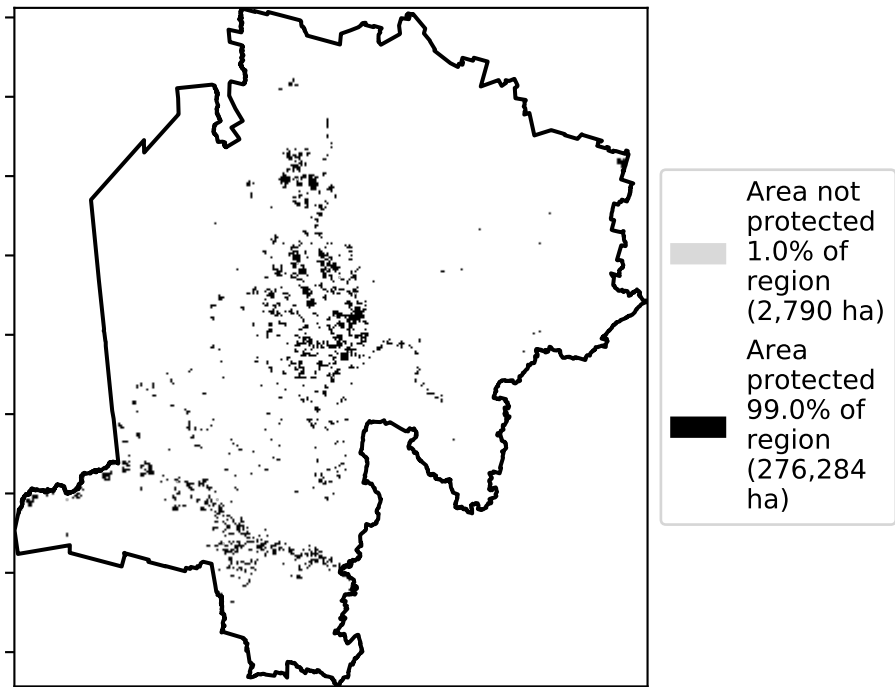 Area not
protected
1.0% of
region
(2,790 ha)
Area
protected
99.0% of
region
(276,284
ha)